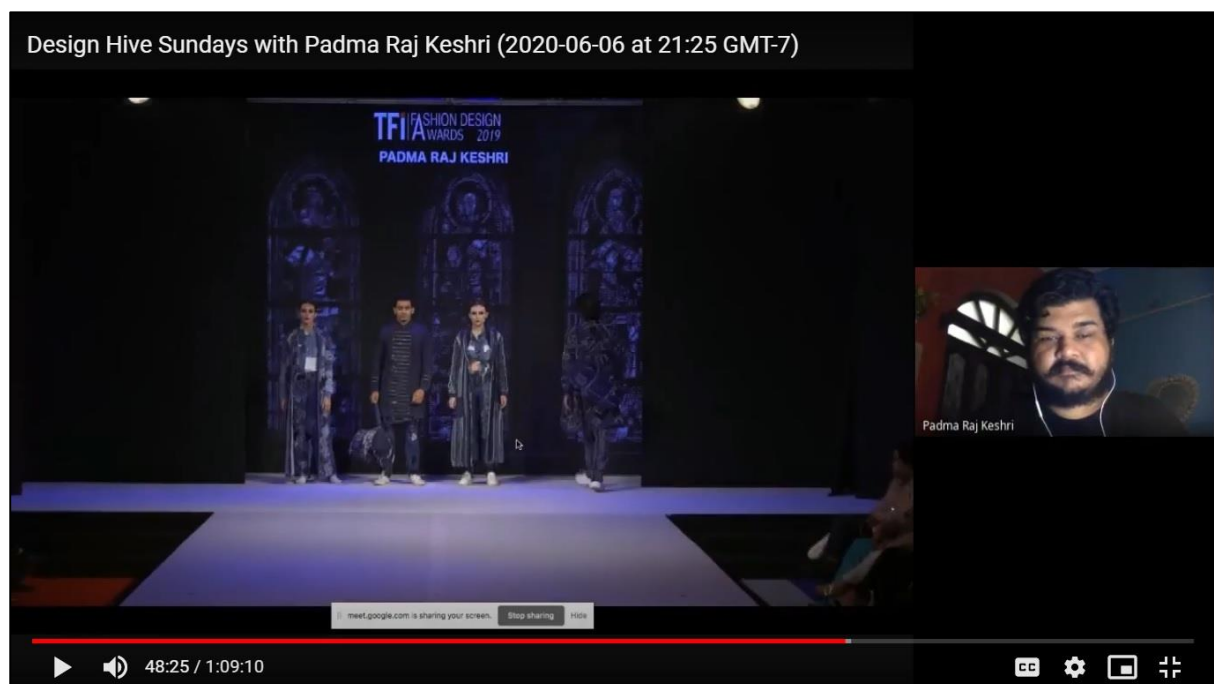 Design Hive Sundays with Padma Raj Keshri (2020-06-06 at 21:25 GMT-7)
TFi FASHION DESIGN
AWARDS 2019
PADMA RAJ KESHRI
Padma Raj Keshri
meet.google.com is sharing your screen. Stop sharing Hide
48:25 / 1:09:10
CC